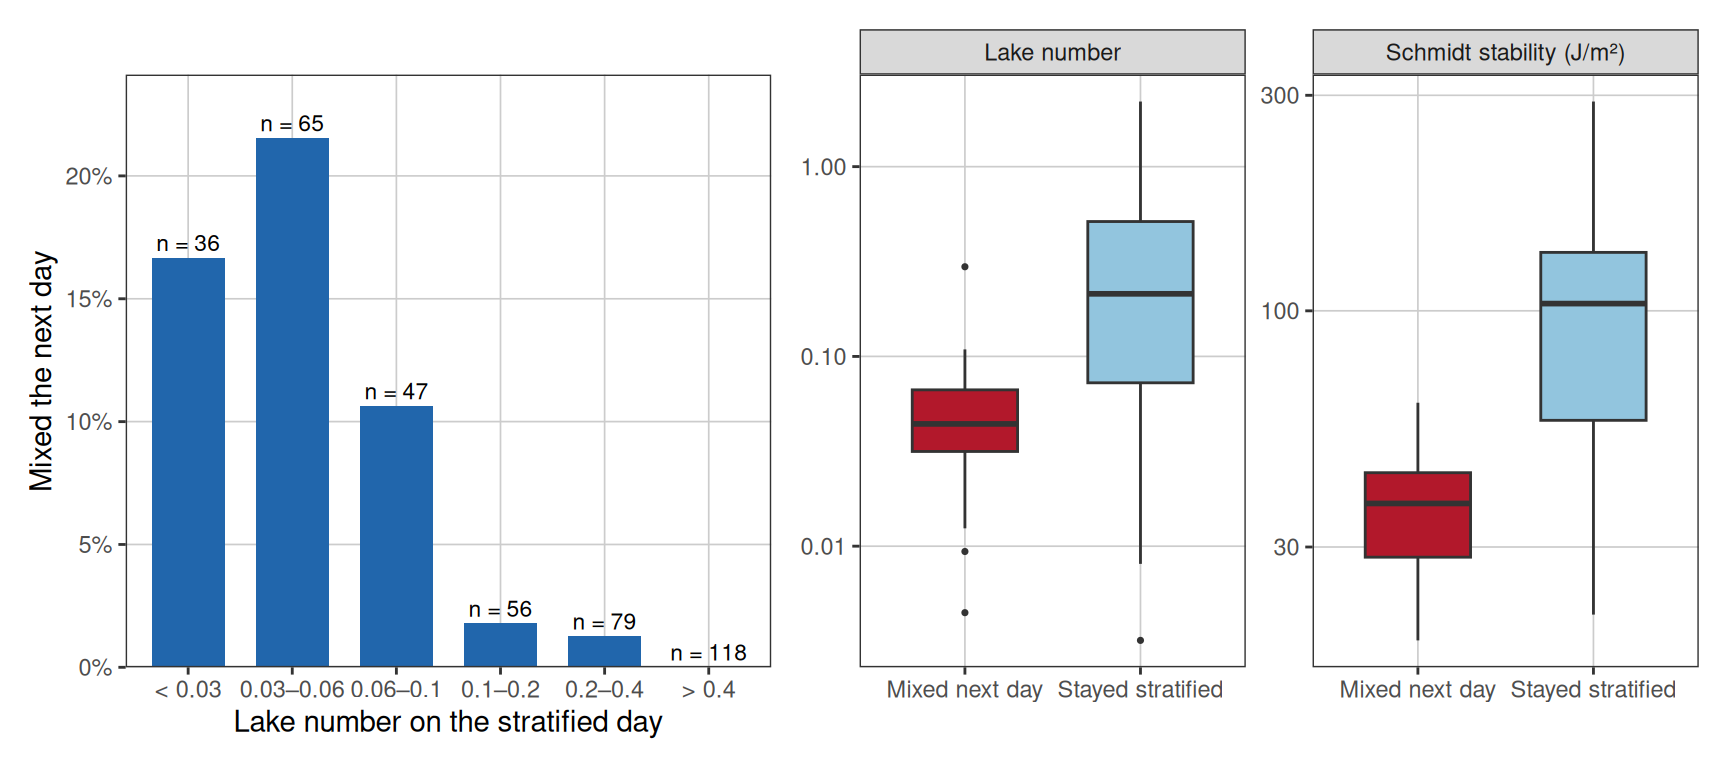 Mixed the next day
20%
15%
10%
5%
0%
n = 36
n = 65
n = 47
n = 56
n = 79
n = 118
< 0.03
0.03–0.06
0.06–0.1
0.1–0.2
0.2–0.4
> 0.4
Lake number on the stratified day
Lake number
1.00
0.10
0.01
Mixed next day
Stayed stratified
Schmidt stability (J/m²)
300
100
30
Mixed next day
Stayed stratified